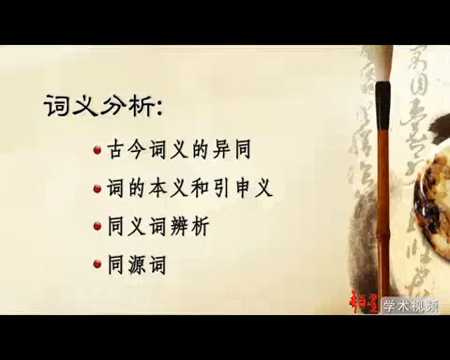 词义分析:
古今词义的异同
词的本义和引申义
同义词辨析
同源词
学术视频